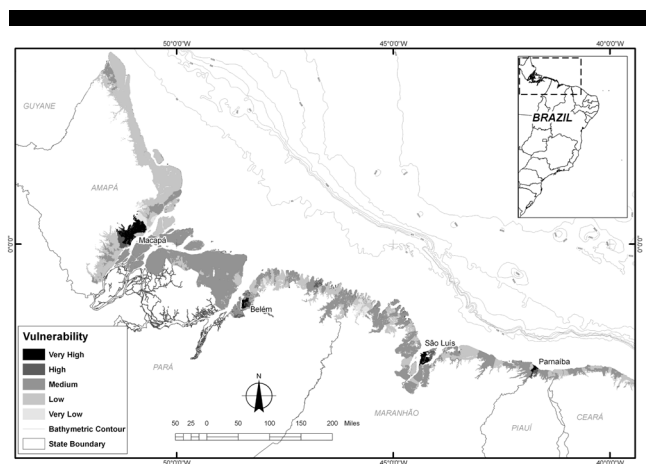 50°0'0"W 45°0'0"W 40°0'0"W
GUYANE
BRAZIL
AMAPÁ
Macapá
0°0'0"
0°0'0"
Belém
Vulnerability
Very High
High
Medium
Low
Very Low
Bathymetric Contour
State Boundary
São Luís
Parnaíba
PARÁ
N
MARANHÃO
PIAUÍ
CEARÁ
50 25 0 50 100 150 200 Miles
50°0'0"W 45°0'0"W 40°0'0"W